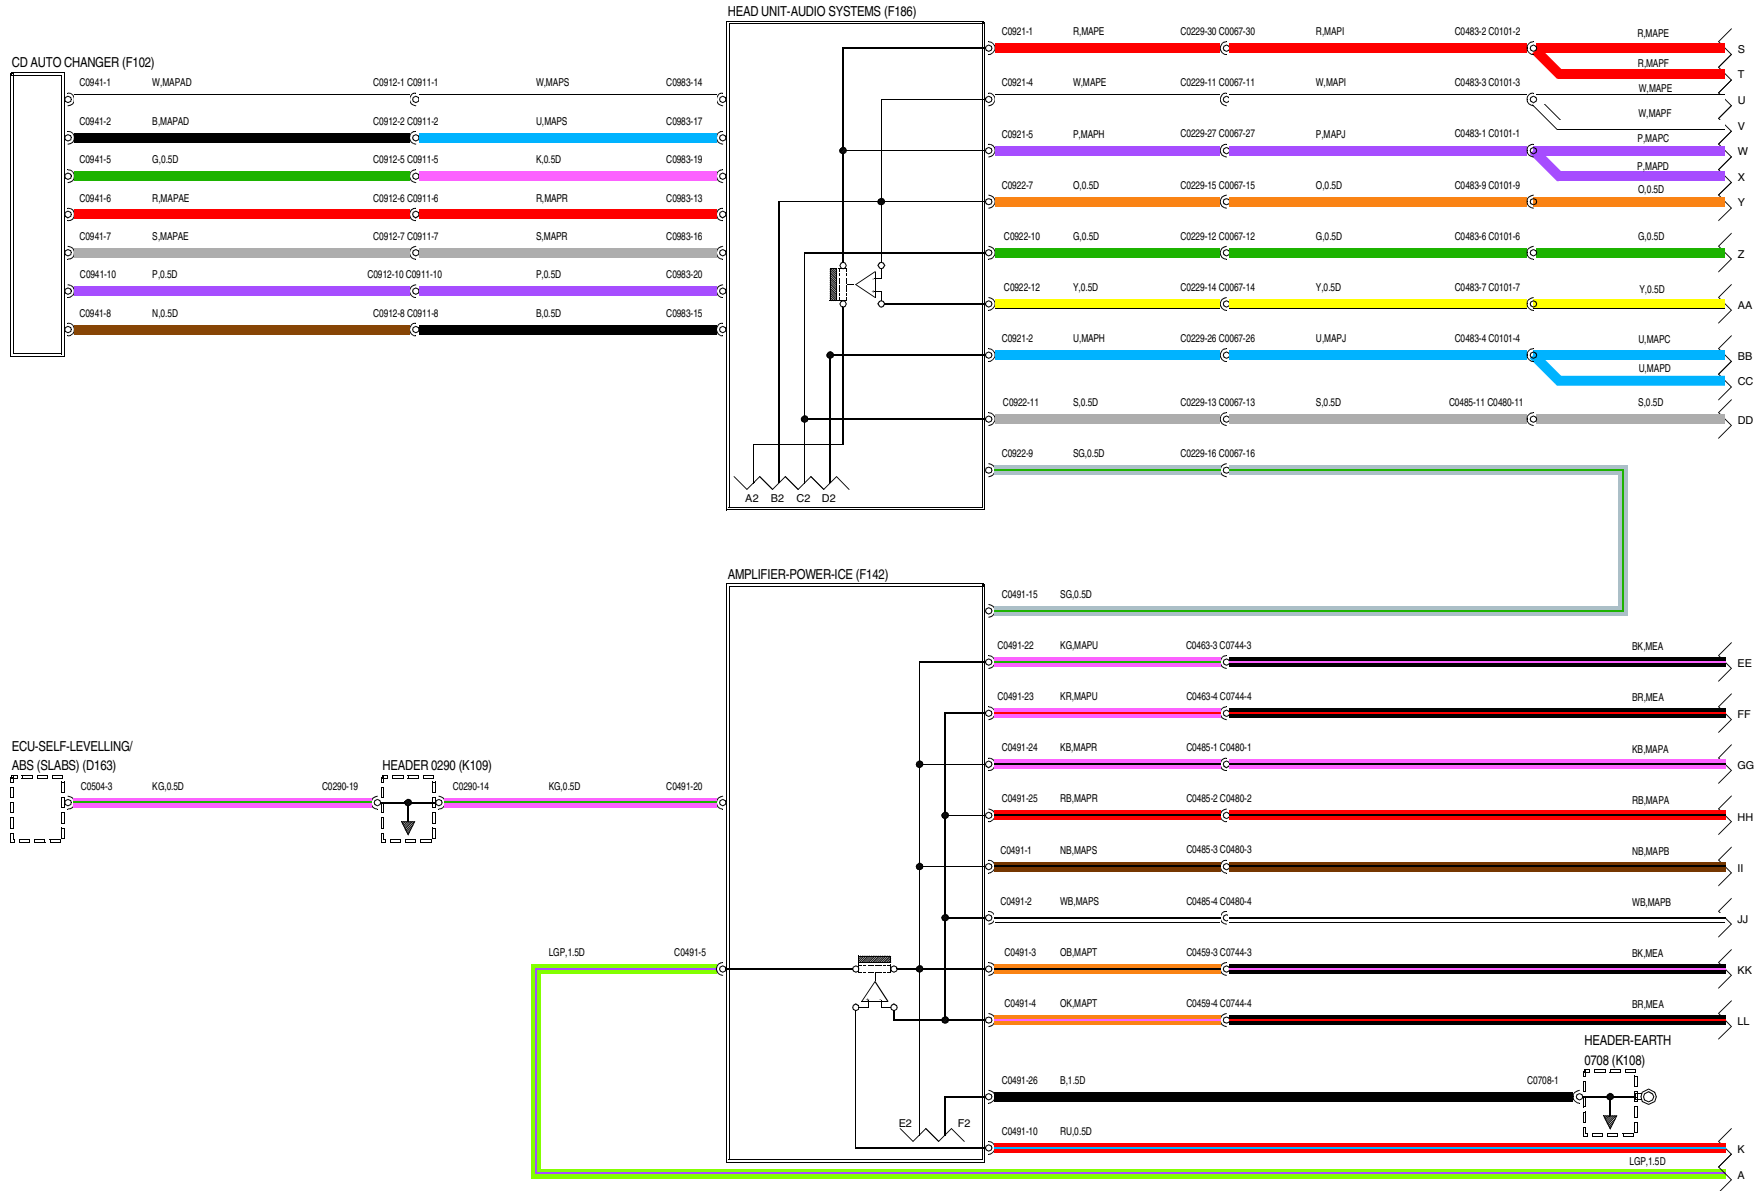 HEAD UNIT-AUDIO SYSTEMS (F186)
CD AUTO CHANGER (F102)
C0941-1 W,MAPAD C0912-1 C0911-1 W,MAPS C0983-14
C0941-2 B,MAPAD C0912-2 C0911-2 U,MAPS C0983-17
C0941-5 G,0.5D C0912-5 C0911-5 K,0.5D C0983-19
C0941-6 R,MAPAE C0912-6 C0911-6 R,MAPR C0983-13
C0941-7 S,MAPAE C0912-7 C0911-7 S,MAPR C0983-16
C0941-10 P,0.5D C0912-10 C0911-10 P,0.5D C0983-20
C0941-8 N,0.5D C0912-8 C0911-8 B,0.5D C0983-15
C0921-1 R,MAPE C0229-30 C0067-30 R,MAPI C0483-2 C0101-2 R,MAPE S
R,MAPF T
C0921-4 W,MAPE C0229-11 C0067-11 W,MAPI C0483-3 C0101-3 W,MAPE U
W,MAPF V
C0921-5 P,MAPH C0229-27 C0067-27 P,MAPJ C0483-1 C0101-1 P,MAPC W
P,MAPD X
C0922-7 O,0.5D C0229-15 C0067-15 O,0.5D C0483-9 C0101-9 O,0.5D Y
C0922-10 G,0.5D C0229-12 C0067-12 G,0.5D C0483-6 C0101-6 G,0.5D Z
C0922-12 Y,0.5D C0229-14 C0067-14 Y,0.5D C0483-7 C0101-7 Y,0.5D AA
C0921-2 U,MAPH C0229-26 C0067-26 U,MAPJ C0483-4 C0101-4 U,MAPC BB
U,MAPD CC
C0922-11 S,0.5D C0229-13 C0067-13 S,0.5D C0485-11 C0480-11 S,0.5D DD
C0922-9 SG,0.5D C0229-16 C0067-16
A2 B2 C2 D2
AMPLIFIER-POWER-ICE (F142)
C0491-15 SG,0.5D
C0491-22 KG,MAPU C0463-3 C0744-3 BK,MEA EE
C0491-23 KR,MAPU C0463-4 C0744-4 BR,MEA FF
C0491-24 KB,MAPR C0485-1 C0480-1 KB,MAPA GG
ECU-SELF-LEVELLING/
ABS (SLABS) (D163)
HEADER 0290 (K109)
C0504-3 KG,0.5D C0290-19 C0290-14 KG,0.5D C0491-20
C0491-25 RB,MAPR C0485-2 C0480-2 RB,MAPA HH
C0491-1 NB,MAPS C0485-3 C0480-3 NB,MAPB II
C0491-2 WB,MAPS C0485-4 C0480-4 WB,MAPB JJ
LGP,1.5D C0491-5
C0491-3 OB,MAPT C0459-3 C0744-3 BK,MEA KK
C0491-4 OK,MAPT C0459-4 C0744-4 BR,MEA LL
HEADER-EARTH
0708 (K108)
C0491-26 B,1.5D C0708-1
E2 F2
C0491-10 RU,0.5D K
LGP,1.5D A